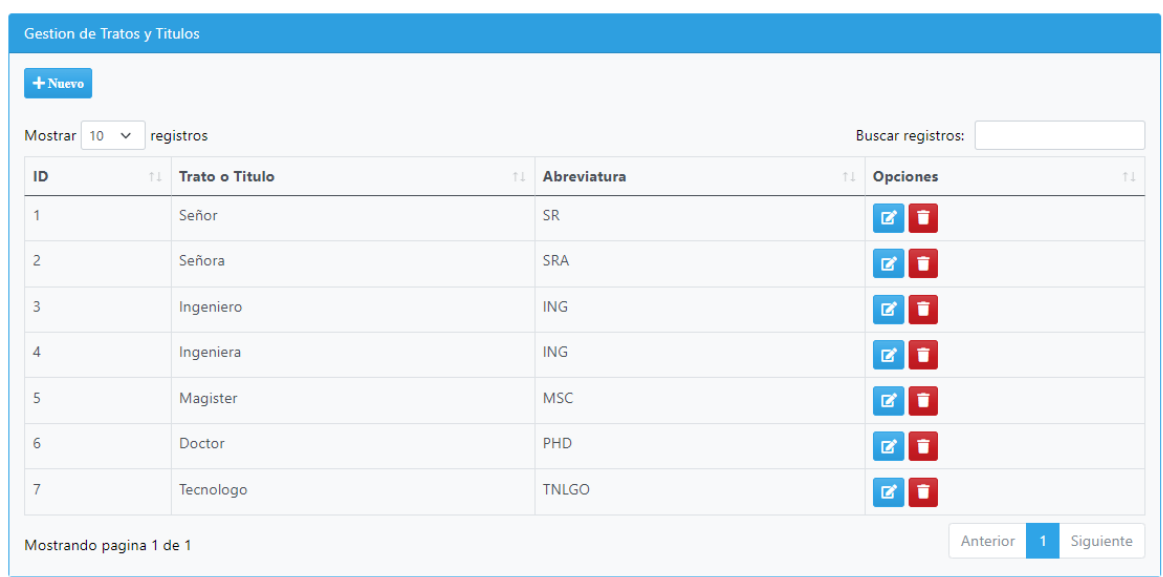 Gestion de Tratos y Titulos
Nuevo
Mostrar 10 registros Buscar registros:
ID Trato o Titulo Abreviatura Opciones
1 Señor SR
2 Señora SRA
3 Ingeniero ING
4 Ingeniera ING
5 Magister MSC
6 Doctor PHD
7 Tecnologo TNLGO
Mostrando pagina 1 de 1 Anterior 1 Siguiente